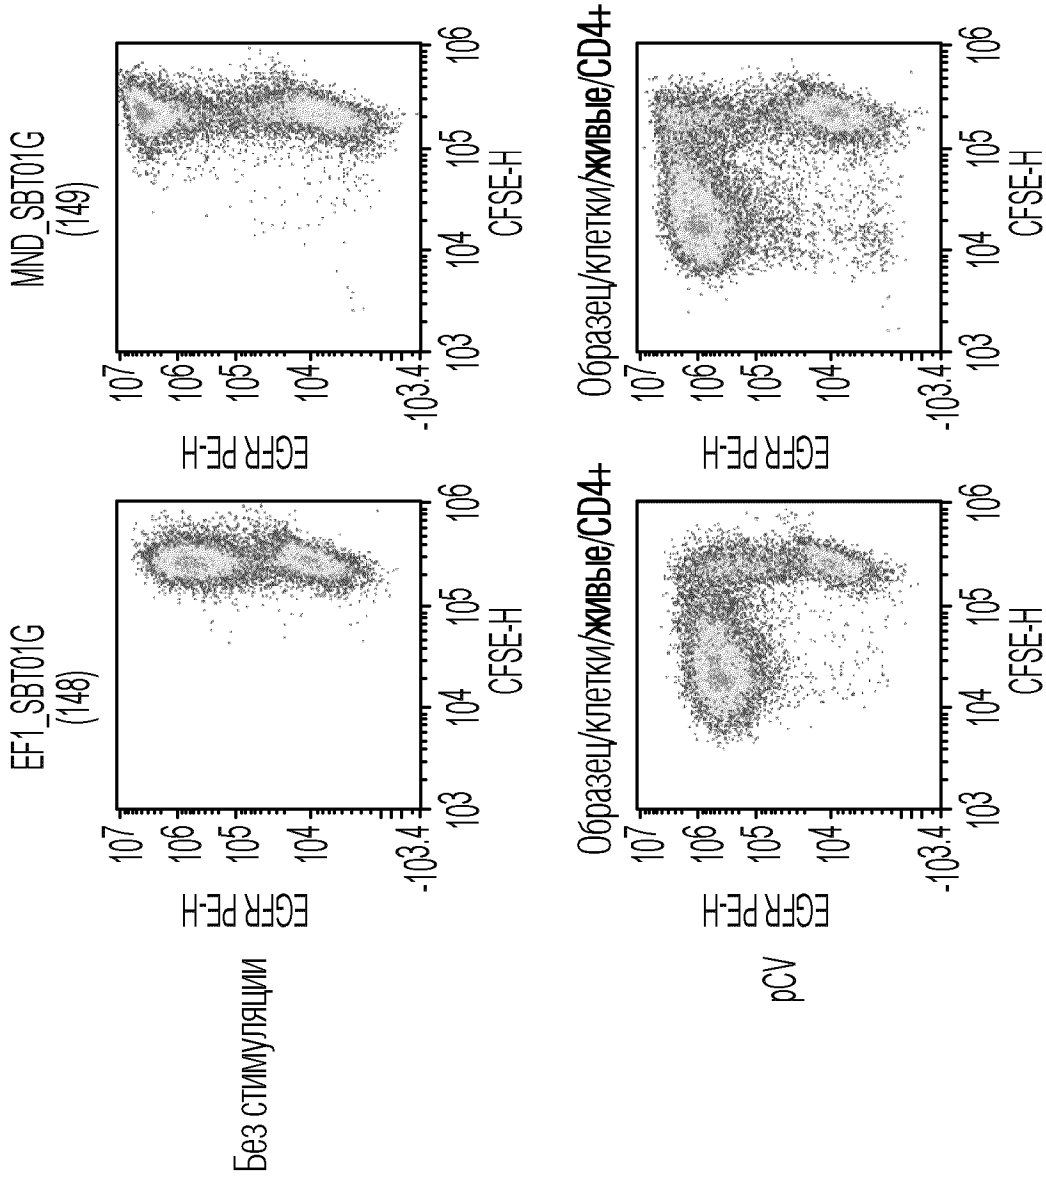 EF1_SBT01G
(148)
MND_SBT01G
(149)
Без стимуляции
EGFR PE-H
10⁷
10⁶
10⁵
10⁴
-103.4
10³ 10⁴ 10⁵ 10⁶
CFSE-H
EGFR PE-H
10⁷
10⁶
10⁵
10⁴
-103.4
10³ 10⁴ 10⁵ 10⁶
CFSE-H
pCV
Образец/клетки/живые/CD4+
EGFR PE-H
10⁷
10⁶
10⁵
10⁴
-103.4
10³ 10⁴ 10⁵ 10⁶
CFSE-H
Образец/клетки/живые/CD4+
EGFR PE-H
10⁷
10⁶
10⁵
10⁴
-103.4
10³ 10⁴ 10⁵ 10⁶
CFSE-H